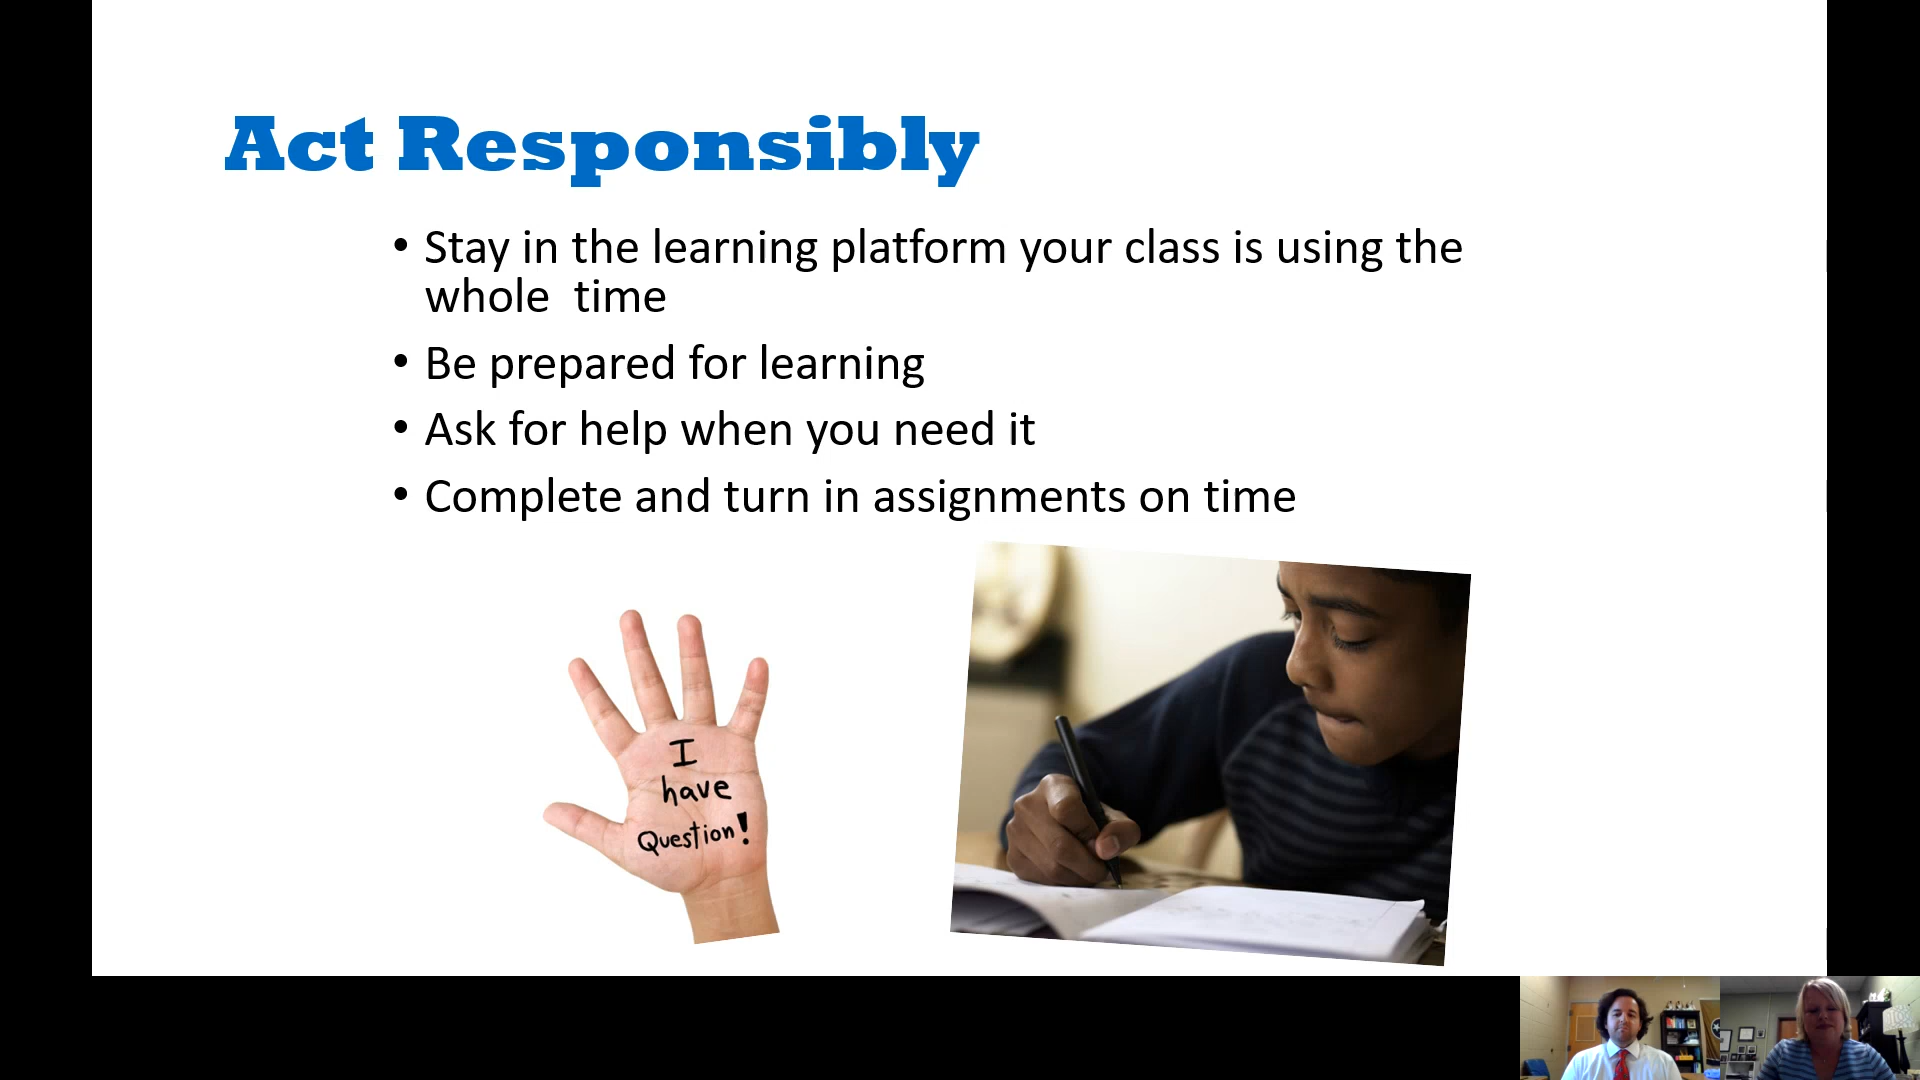 Act Responsibly
• Stay in the learning platform your class is using the
whole  time
• Be prepared for learning
• Ask for help when you need it
• Complete and turn in assignments on time
I
have
Question!